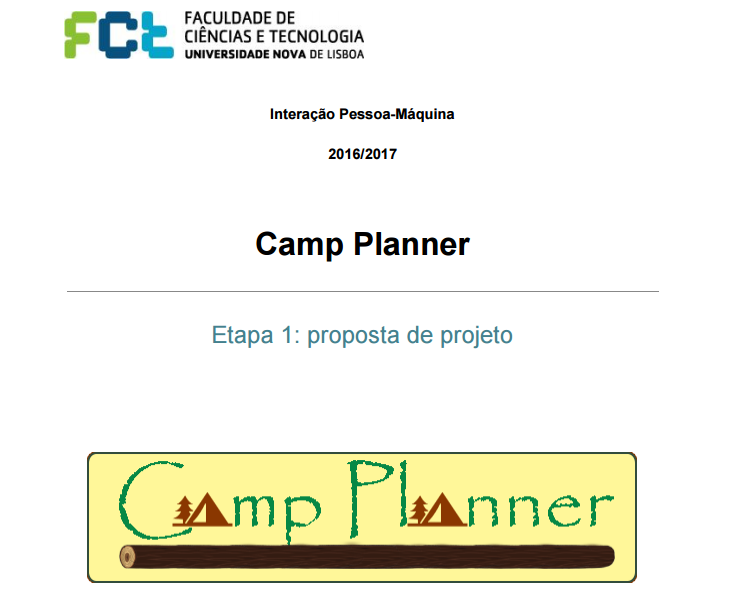 FCt
FACULDADE DE
CIÊNCIAS E TECNOLOGIA
UNIVERSIDADE NOVA DE LISBOA
Interação Pessoa-Máquina
2016/2017
Camp Planner
Etapa 1: proposta de projeto
Camp Planner